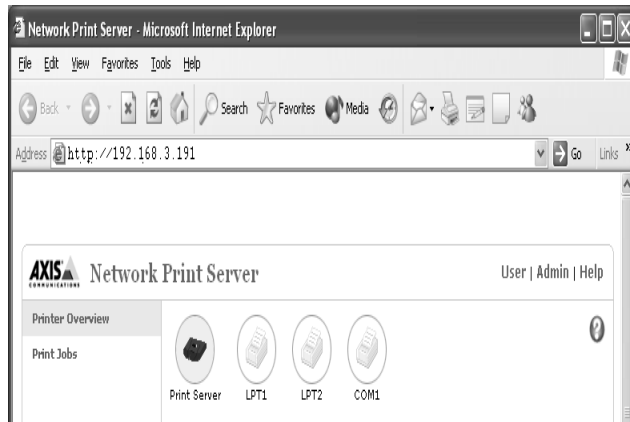 Network Print Server - Microsoft Internet Explorer
File Edit View Favorites Tools Help
Back Search Favorites Media
Address http://192.168.3.191 Go Links »
AXIS COMMUNICATIONS Network Print Server User | Admin | Help
Printer Overview
Print Jobs
Print Server LPT1 LPT2 COM1